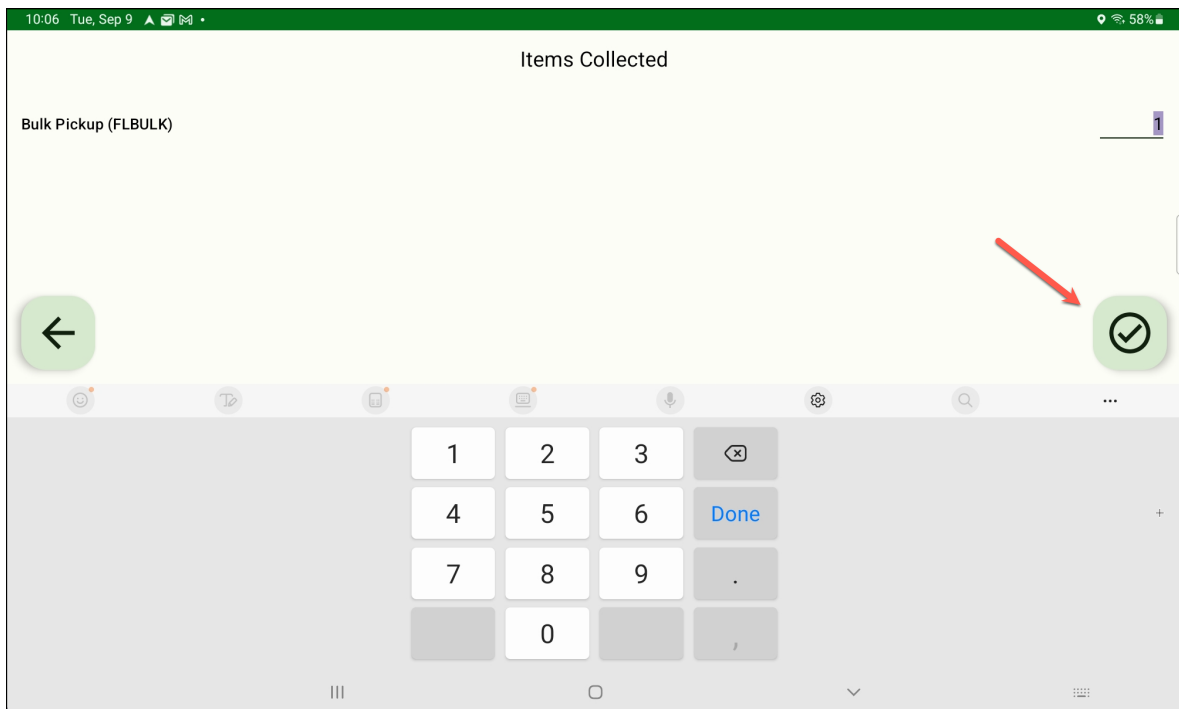 10:06 Tue, Sep 9 58%
Items Collected
Bulk Pickup (FLBULK) 1
1 2 3
4 5 6 Done
7 8 9 .
0 ,